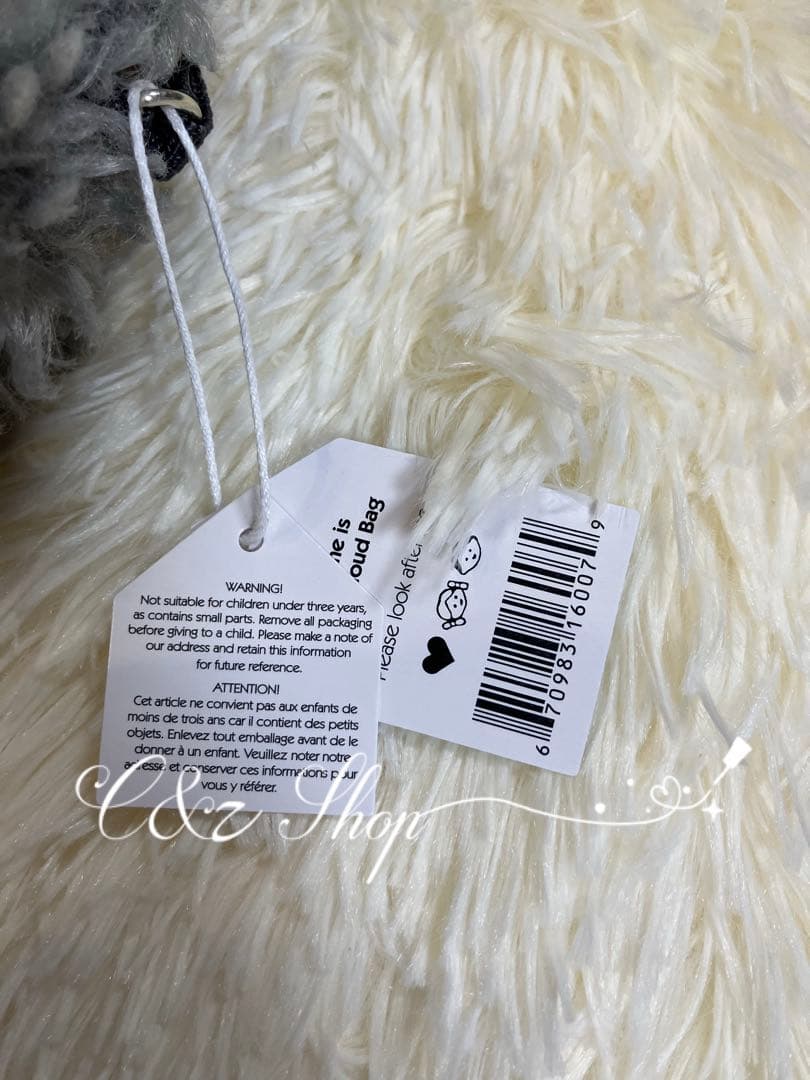 WARNING!
Not suitable for children under three years,
as contains small parts. Remove all packaging
before giving to a child. Please make a note of
our address and retain this information
for future reference.
ATTENTION!
Cet article ne convient pas aux enfants de
moins de trois ans car il contient des petits
objets. Enlevez tout emballage avant de le
donner à un enfant. Veuillez noter notre
adresse et conserver ces informations pour
vous y référer.
is
Bag
Please look after
6 70983 16007 9
C&z Shop